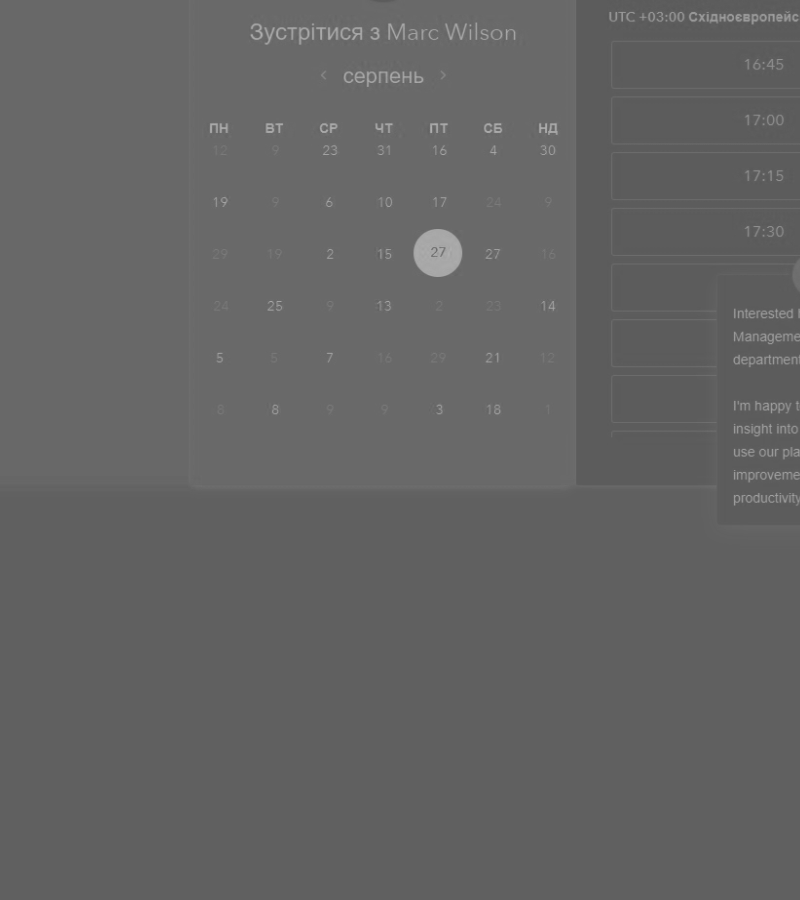 Зустрітися з Marc Wilson
серпень
ПН ВТ СР ЧТ ПТ СБ НД
12 9 23 31 16 4 30
19 9 6 10 17 24 9
29 19 2 15 27 27 16
24 25 9 13 2 23 14
5 5 7 16 29 21 12
8 8 9 9 3 18 1
UTC +03:00 Східноєвропейс
16:45
17:00
17:15
17:30
Interested
Manageme
department
I'm happy t
insight into
use our pla
improveme
productivity